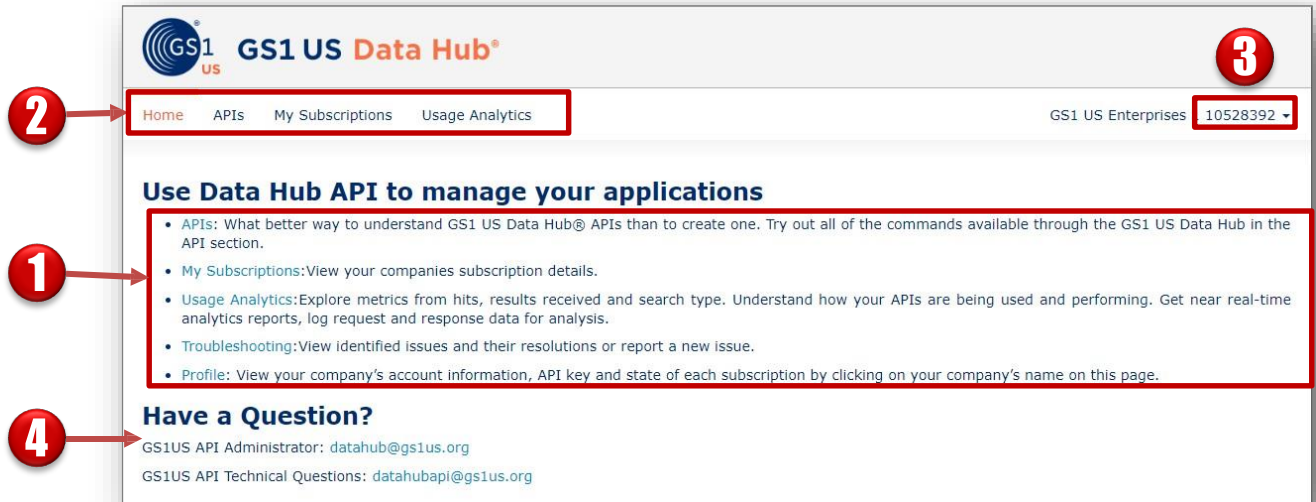 GS1 US
GS1 US Data Hub®
3
2
Home APIs My Subscriptions Usage Analytics
GS1 US Enterprises 10528392
Use Data Hub API to manage your applications
• APIs: What better way to understand GS1 US Data Hub® APIs than to create one. Try out all of the commands available through the GS1 US Data Hub in the
API section.
1
• My Subscriptions:View your companies subscription details.
• Usage Analytics:Explore metrics from hits, results received and search type. Understand how your APIs are being used and performing. Get near real-time
analytics reports, log request and response data for analysis.
• Troubleshooting:View identified issues and their resolutions or report a new issue.
• Profile: View your company’s account information, API key and state of each subscription by clicking on your company’s name on this page.
Have a Question?
4
GS1US API Administrator: datahub@gs1us.org
GS1US API Technical Questions: datahubapi@gs1us.org